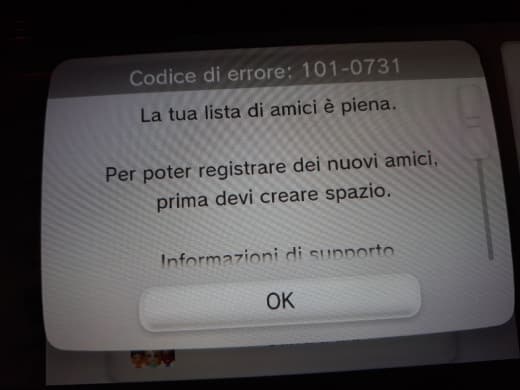 Codice di errore: 101-0731
La tua lista di amici è piena.
Per poter registrare dei nuovi amici,
prima devi creare spazio.
Informazioni di supporto
OK